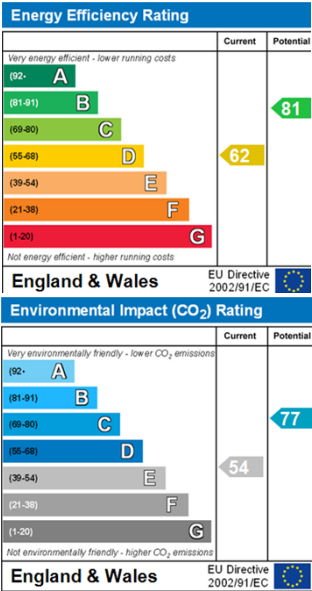 Energy Efficiency Rating
Current Potential
Very energy efficient - lower running costs
(92- A
(81-91) B
81
(69-80) C
(55-68) D
62
(39-54) E
(21-38) F
(1-20) G
Not energy efficient - higher running costs
England & Wales
EU Directive
2002/91/EC
Environmental Impact (CO2) Rating
Current Potential
Very environmentally friendly - lower CO2 emissions
(92- A
(81-91) B
(69-80) C
77
(55-68) D
(39-54) E
54
(21-38) F
(1-20) G
Not environmentally friendly - higher CO2 emissions
England & Wales
EU Directive
2002/91/EC